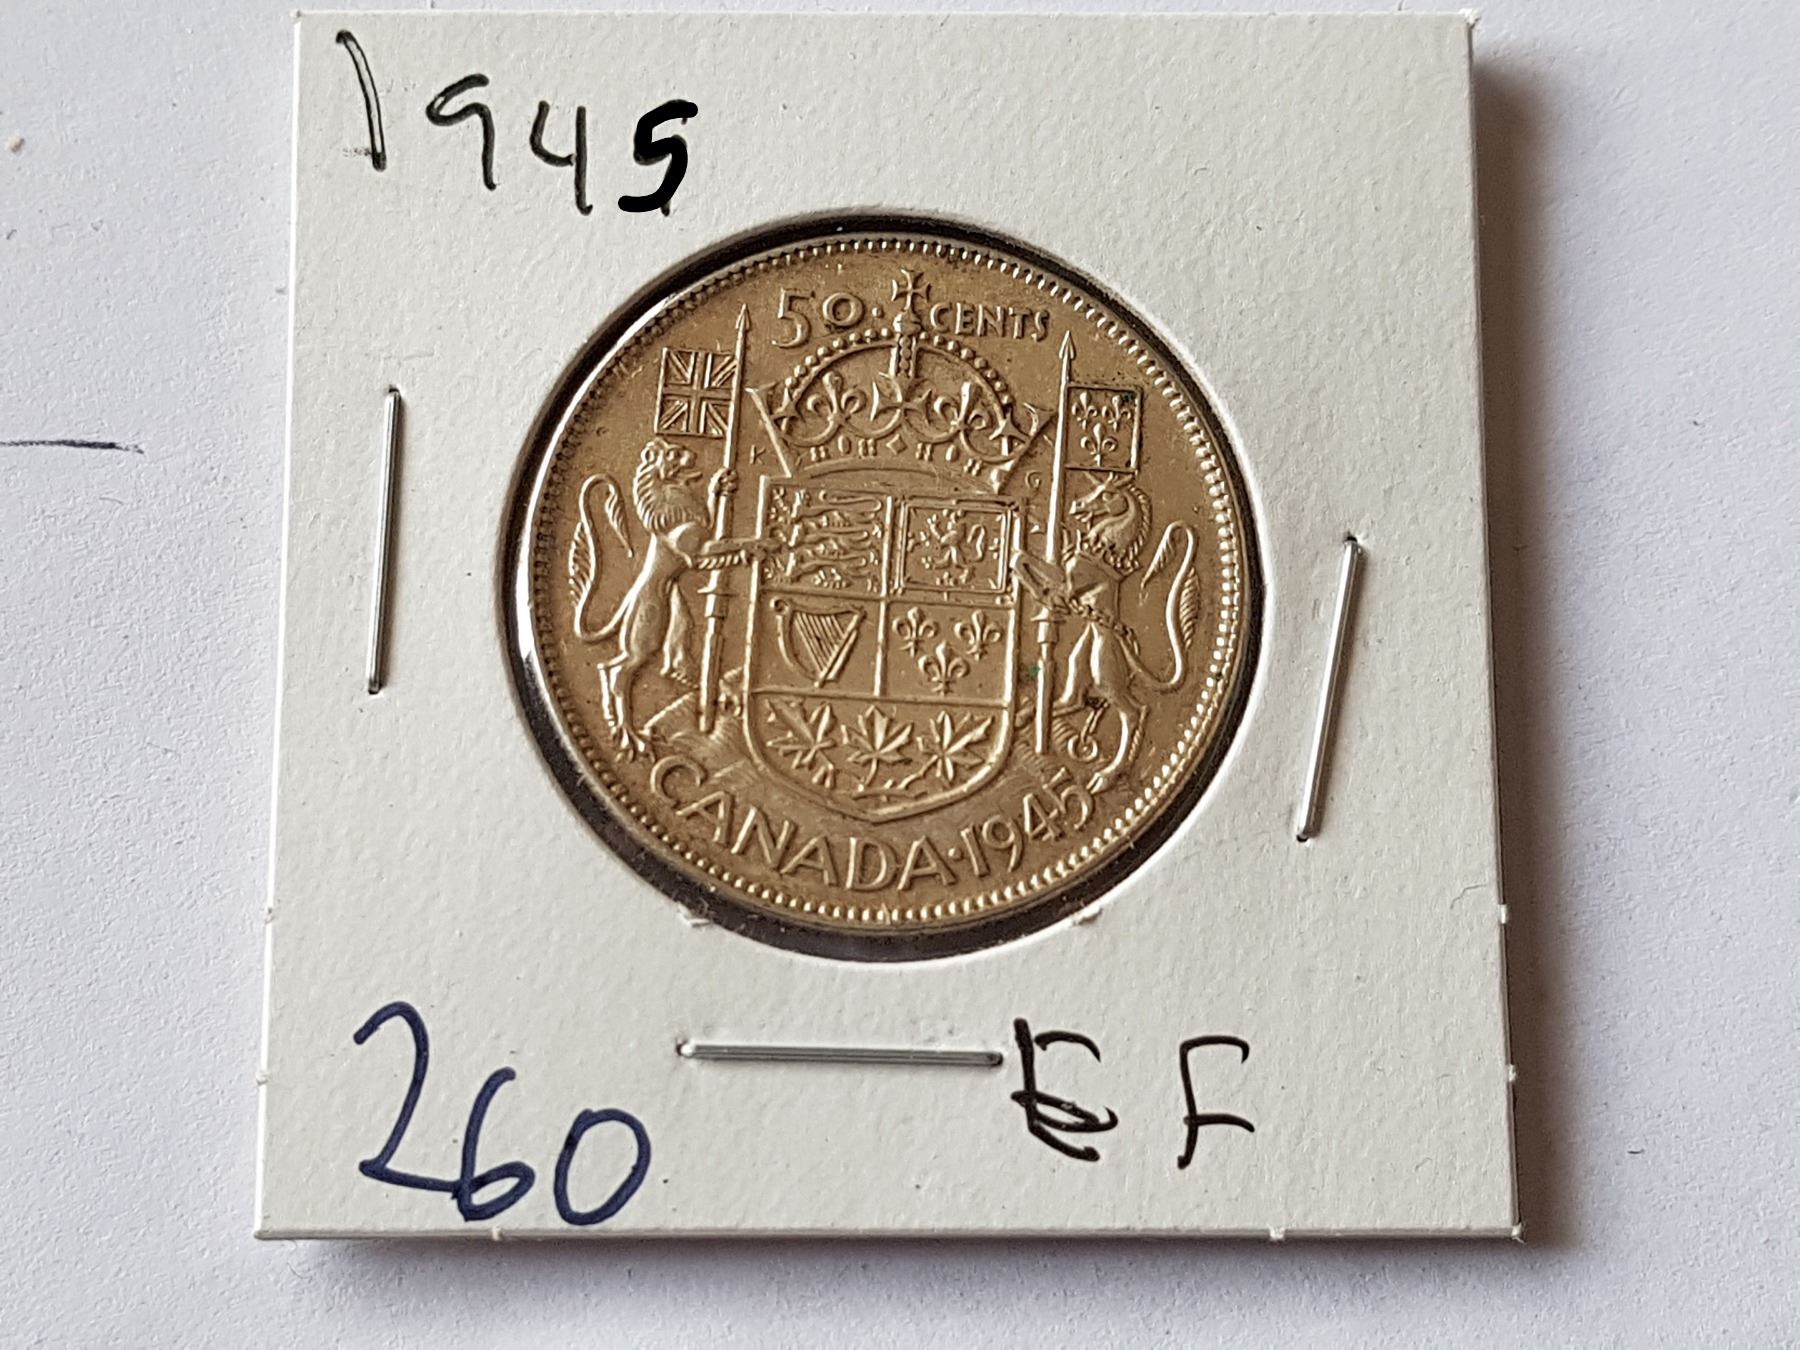 1945
50 · CENTS
K G
CANADA · 1945
260
EF